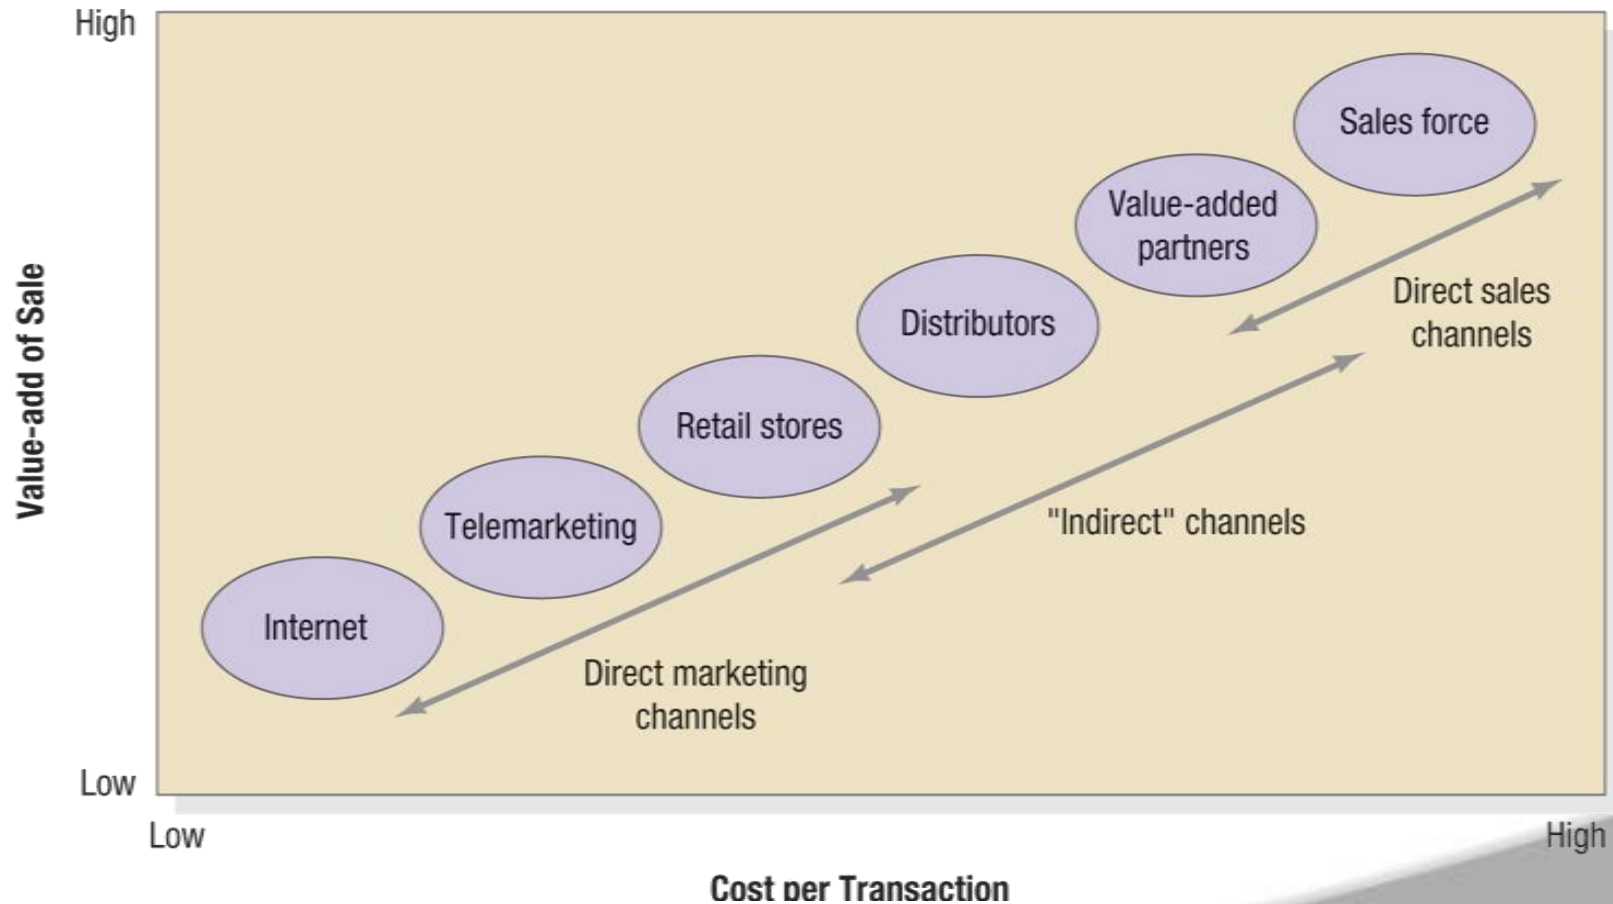 High
Sales force
Value-added
partners
Direct sales
channels
Distributors
Retail stores
"Indirect" channels
Telemarketing
Internet
Direct marketing
channels
Value-add of Sale
Low
Low
High
Cost per Transaction